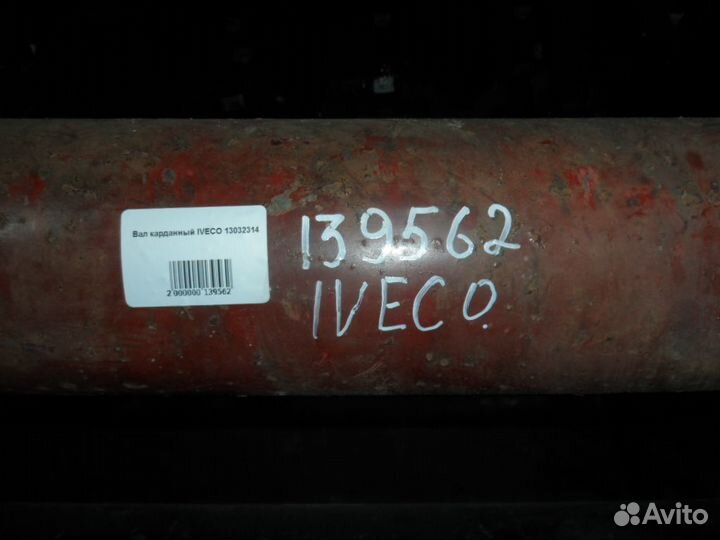 Вал карданный IVECO 13032314
2 000000 139562
139562
IVECO.
Avito